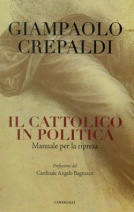 GIAMPAOLO
CREPALDI
IL CATTOLICO
IN POLITICA
Manuale per la ripresa
Prefazione del
Cardinale Angelo Bagnasco
CANTAGALLI